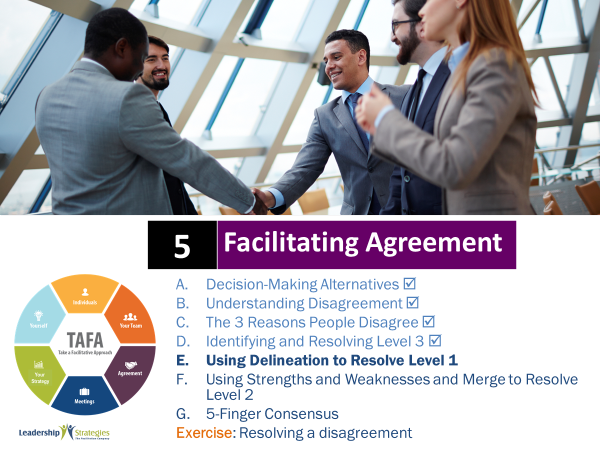 5 Facilitating Agreement
A. Decision-Making Alternatives ☑
B. Understanding Disagreement ☑
C. The 3 Reasons People Disagree ☑
D. Identifying and Resolving Level 3 ☑
E. Using Delineation to Resolve Level 1
F. Using Strengths and Weaknesses and Merge to Resolve
Level 2
G. 5-Finger Consensus
Exercise: Resolving a disagreement
Individuals
Yourself
Your Team
TAFA
Take a Facilitative Approach
Your
Strategy
Agreement
Meetings
Leadership Strategies
The Facilitation Company